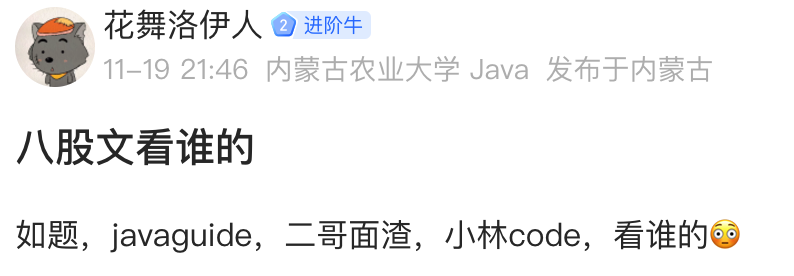 花舞洛伊人 2 进阶牛
11-19 21:46 内蒙古农业大学 Java 发布于内蒙古
八股文看谁的
如题，javaguide，二哥面渣，小林code，看谁的😳